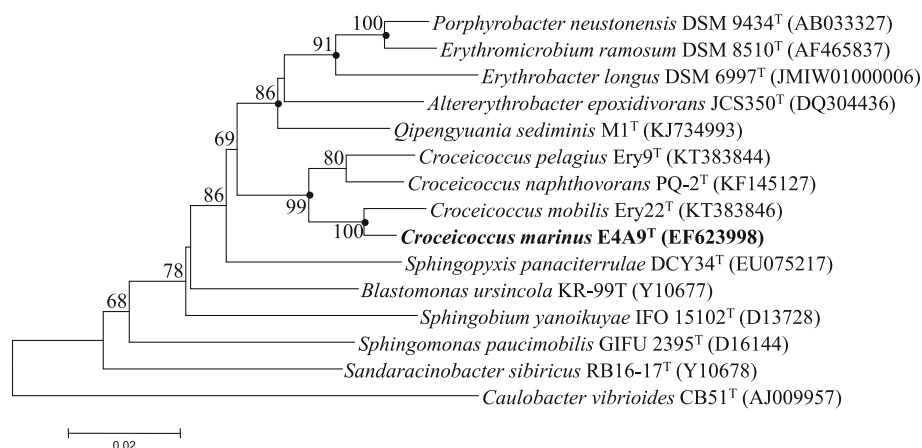 100 Porphyrobacter neustonensis DSM 9434ᵀ (AB033327)
91 Erythromicrobium ramosum DSM 8510ᵀ (AF465837)
Erythrobacter longus DSM 6997ᵀ (JMIW01000006)
86 Altererythrobacter epoxidivorans JCS350ᵀ (DQ304436)
Qipengyuania sediminis M1ᵀ (KJ734993)
69 80 Croceicoccus pelagius Ery9ᵀ (KT383844)
Croceicoccus naphthovorans PQ-2ᵀ (KF145127)
86 99 Croceicoccus mobilis Ery22ᵀ (KT383846)
100 Croceicoccus marinus E4A9ᵀ (EF623998)
Sphingopyxis panaciterrulae DCY34ᵀ (EU075217)
78 Blastomonas ursincola KR-99T (Y10677)
68 Sphingobium yanoikuyae IFO 15102ᵀ (D13728)
Sphingomonas paucimobilis GIFU 2395ᵀ (D16144)
Sandaracinobacter sibiricus RB16-17ᵀ (Y10678)
Caulobacter vibrioides CB51ᵀ (AJ009957)
0.02